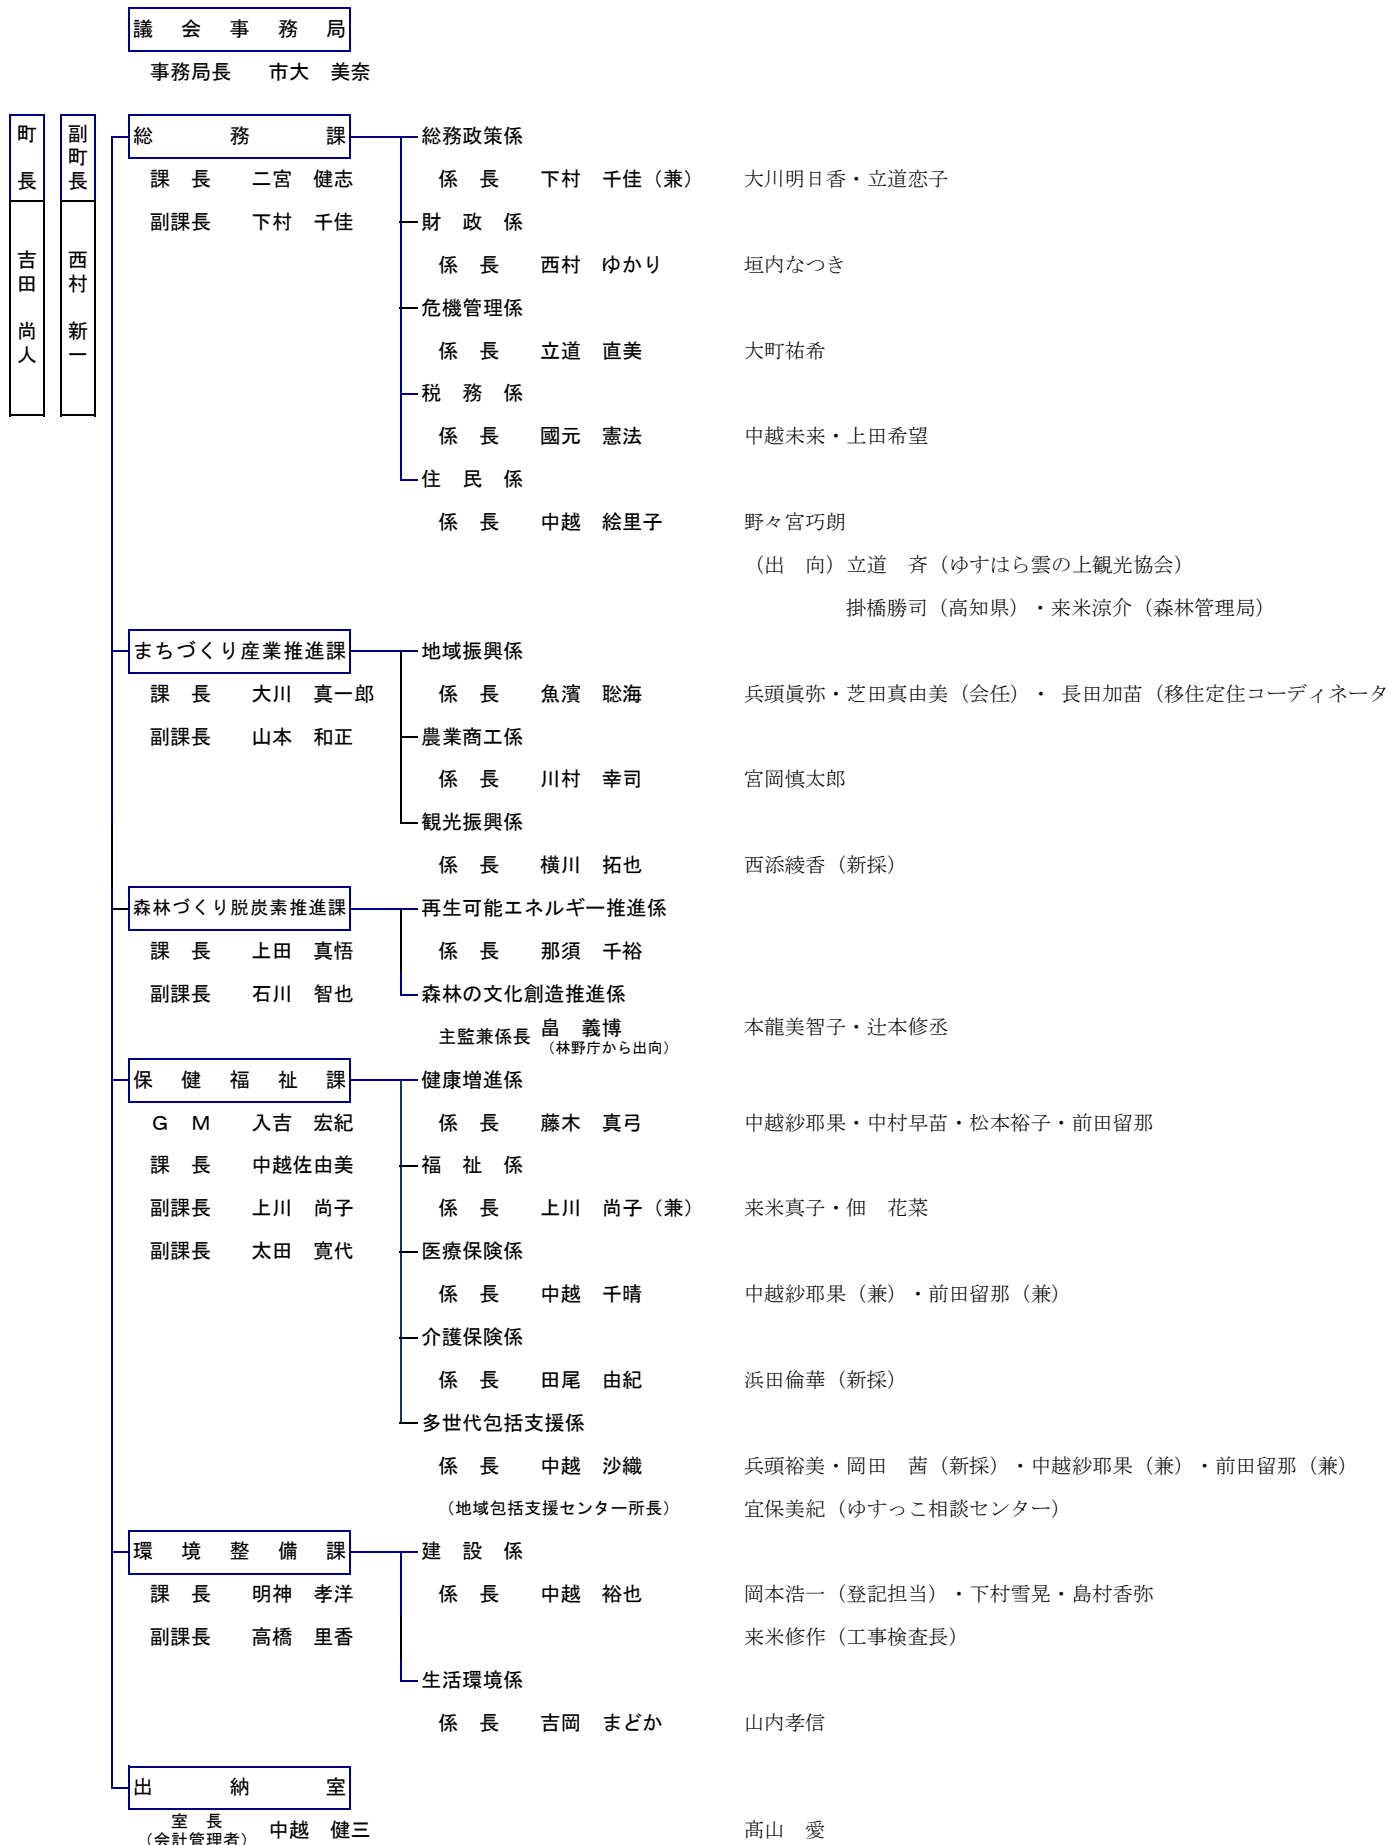 議会事務局
事務局長 市大 美奈
町長 吉田 尚人
副町長 西村 新一
総務課 総務政策係
課長 二宮 健志 係長 下村 千佳（兼） 大川明日香・立道恋子
副課長 下村 千佳 財政係
係長 西村 ゆかり 垣内なつき
危機管理係
係長 立道 直美 大町祐希
税務係
係長 國元 憲法 中越未来・上田希望
住民係
係長 中越 絵里子 野々宮巧朗
（出 向）立道 斉（ゆすはら雲の上観光協会）
掛橋勝司（高知県）・来米涼介（森林管理局）
まちづくり産業推進課 地域振興係
課長 大川 真一郎 係長 魚濱 聡海 兵頭眞弥・芝田真由美（会任）・ 長田加苗（移住定住コーディネータ
副課長 山本 和正 農業商工係
係長 川村 幸司 宮岡慎太郎
観光振興係
係長 横川 拓也 西添綾香（新採）
森林づくり脱炭素推進課 再生可能エネルギー推進係
課長 上田 真悟 係長 那須 千裕
副課長 石川 智也 森林の文化創造推進係
主監兼係長 畠 義博 本龍美智子・辻本修丞
（林野庁から出向）
保健福祉課 健康増進係
GM 入吉 宏紀 係長 藤木 真弓 中越紗耶果・中村早苗・松本裕子・前田留那
課長 中越佐由美 福祉係
副課長 上川 尚子 係長 上川 尚子（兼） 来米真子・佃 花菜
副課長 太田 寛代 医療保険係
係長 中越 千晴 中越紗耶果（兼）・前田留那（兼）
介護保険係
係長 田尾 由紀 浜田倫華（新採）
多世代包括支援係
係長 中越 沙織 兵頭裕美・岡田 茜（新採）・中越紗耶果（兼）・前田留那（兼）
（地域包括支援センター所長） 宜保美紀（ゆすっこ相談センター）
環境整備課 建設係
課長 明神 孝洋 係長 中越 裕也 岡本浩一（登記担当）・下村雪晃・島村香弥
副課長 高橋 里香 来米修作（工事検査長）
生活環境係
係長 吉岡 まどか 山内孝信
出納室
室長 中越 健三 髙山 愛
（会計管理者）